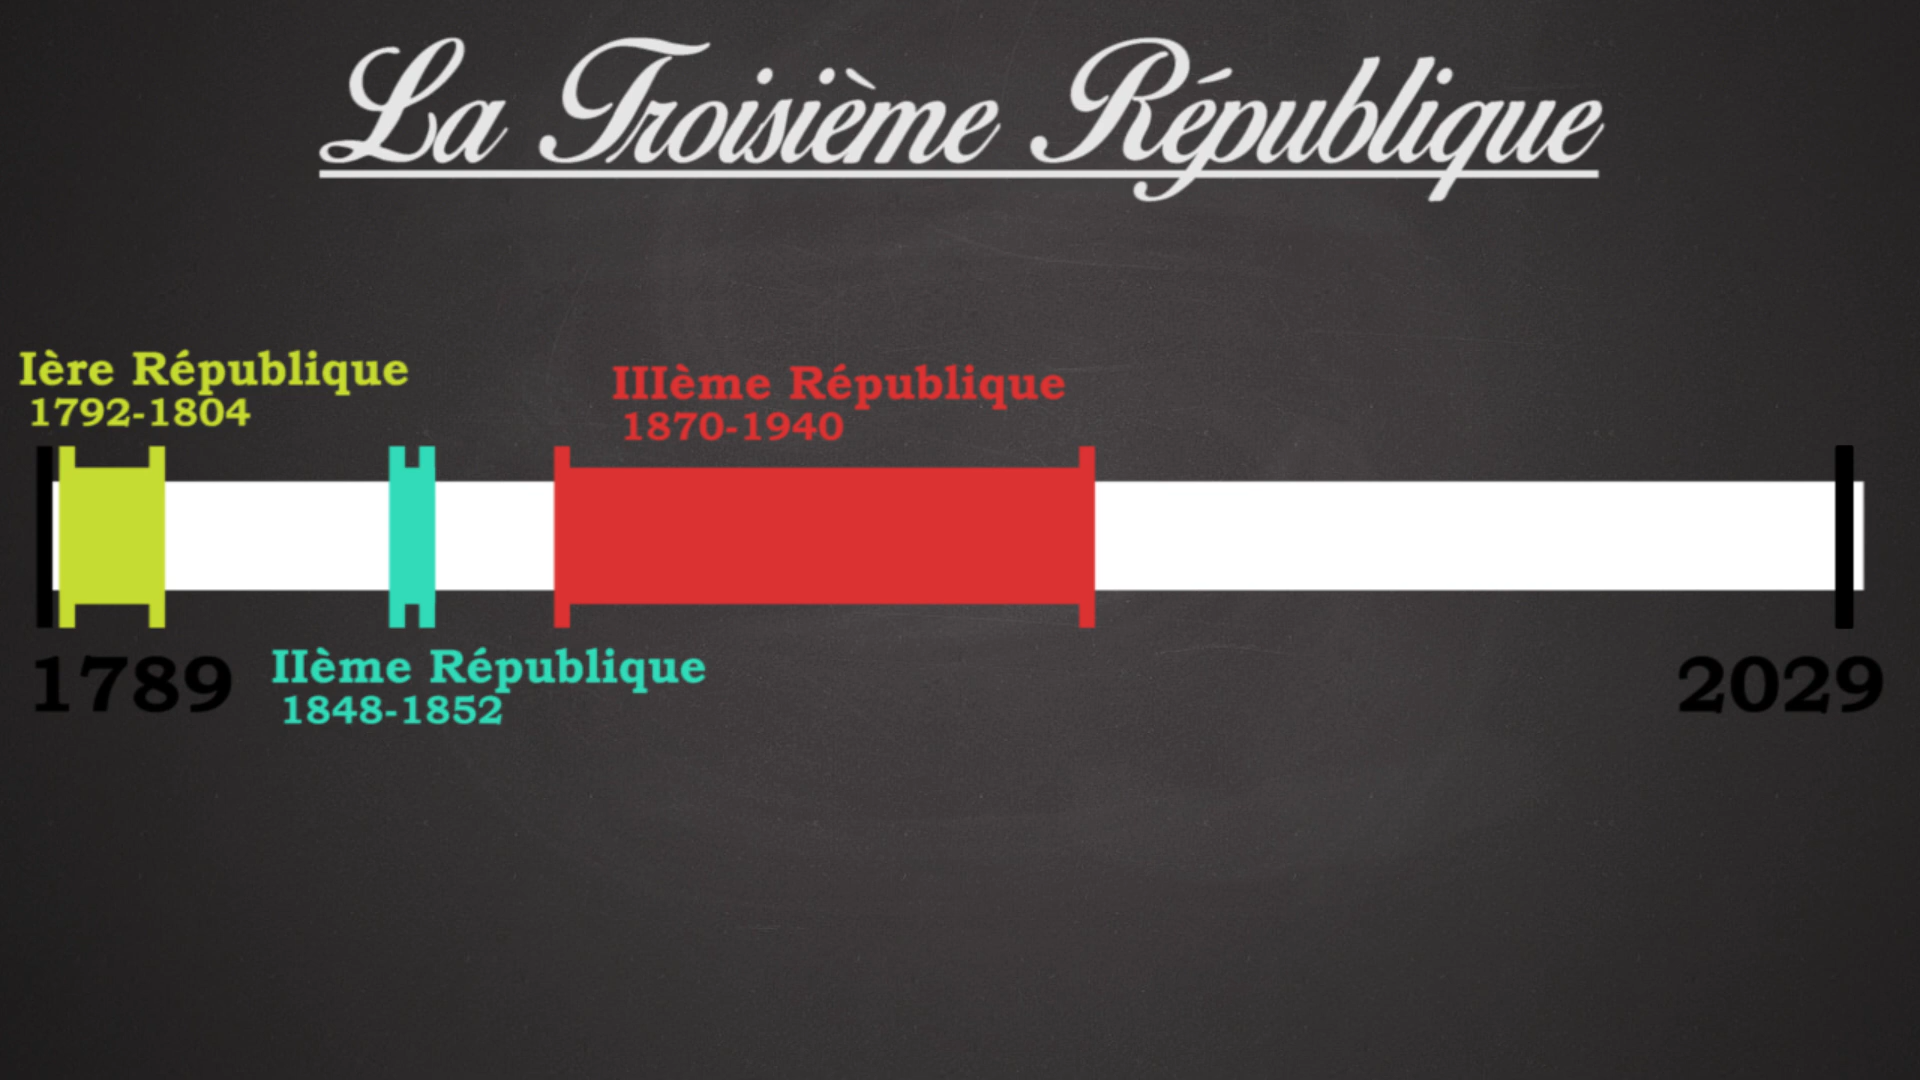 La Troisième République
Ière République
1792-1804
IIIème République
1870-1940
1789
IIème République
1848-1852
2029